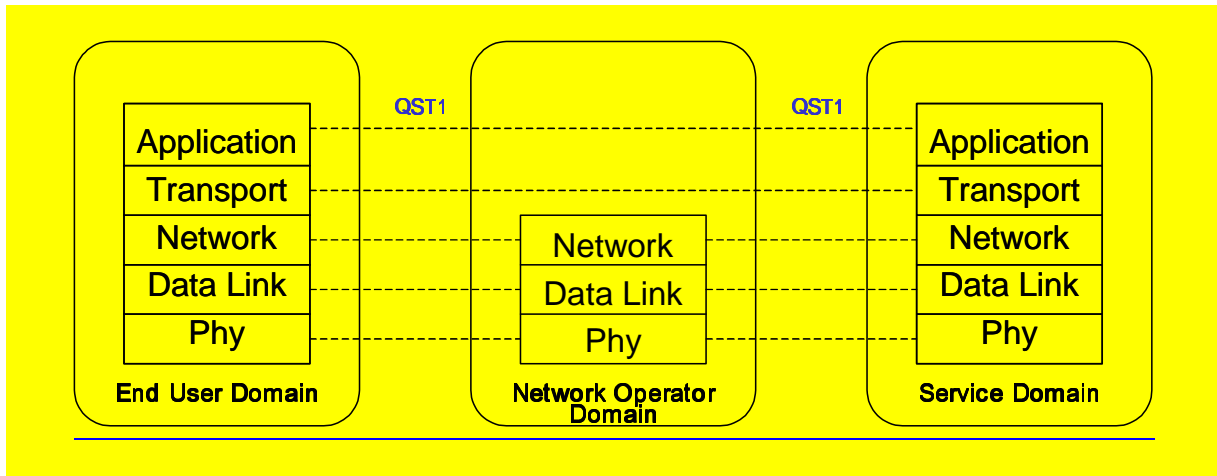 QST1
QST1
Application
Transport
Network
Data Link
Phy
End User Domain
Network
Data Link
Phy
Network Operator
Domain
Application
Transport
Network
Data Link
Phy
Service Domain